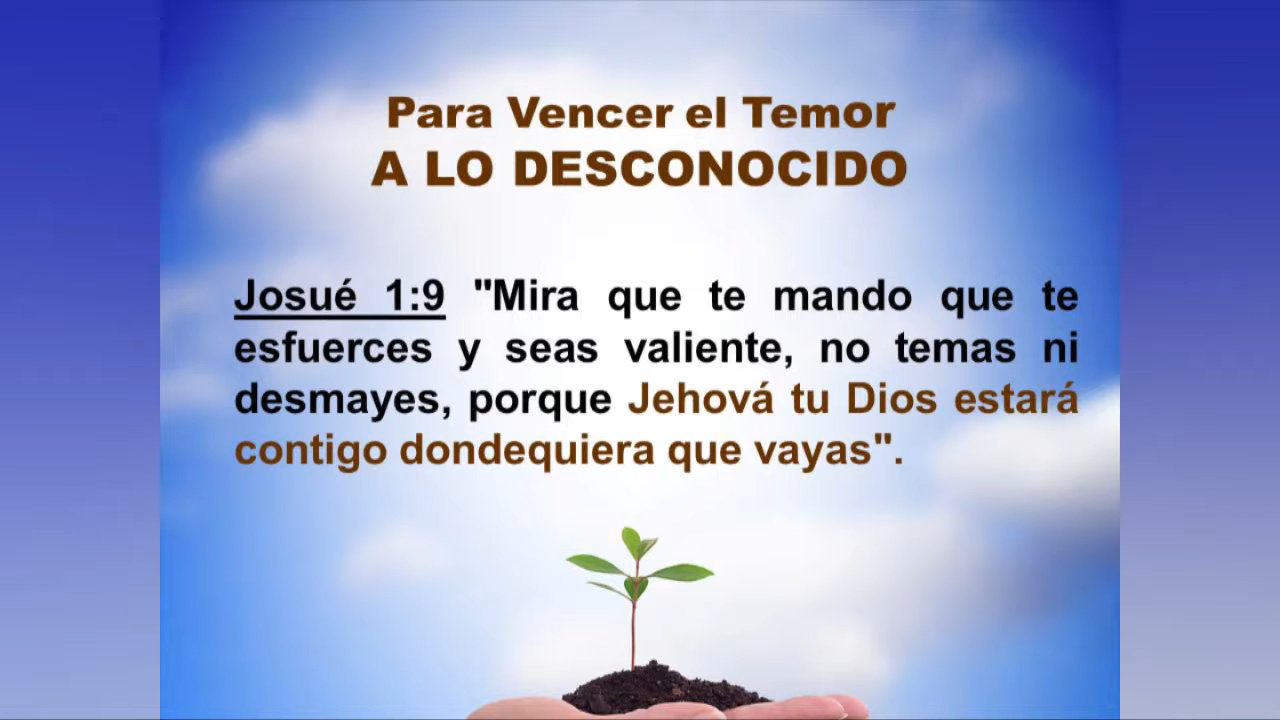 Para Vencer el Temor
A LO DESCONOCIDO
Josué 1:9 "Mira que te mando que te
esfuerces y seas valiente, no temas ni
desmayes, porque Jehová tu Dios estará
contigo dondequiera que vayas".